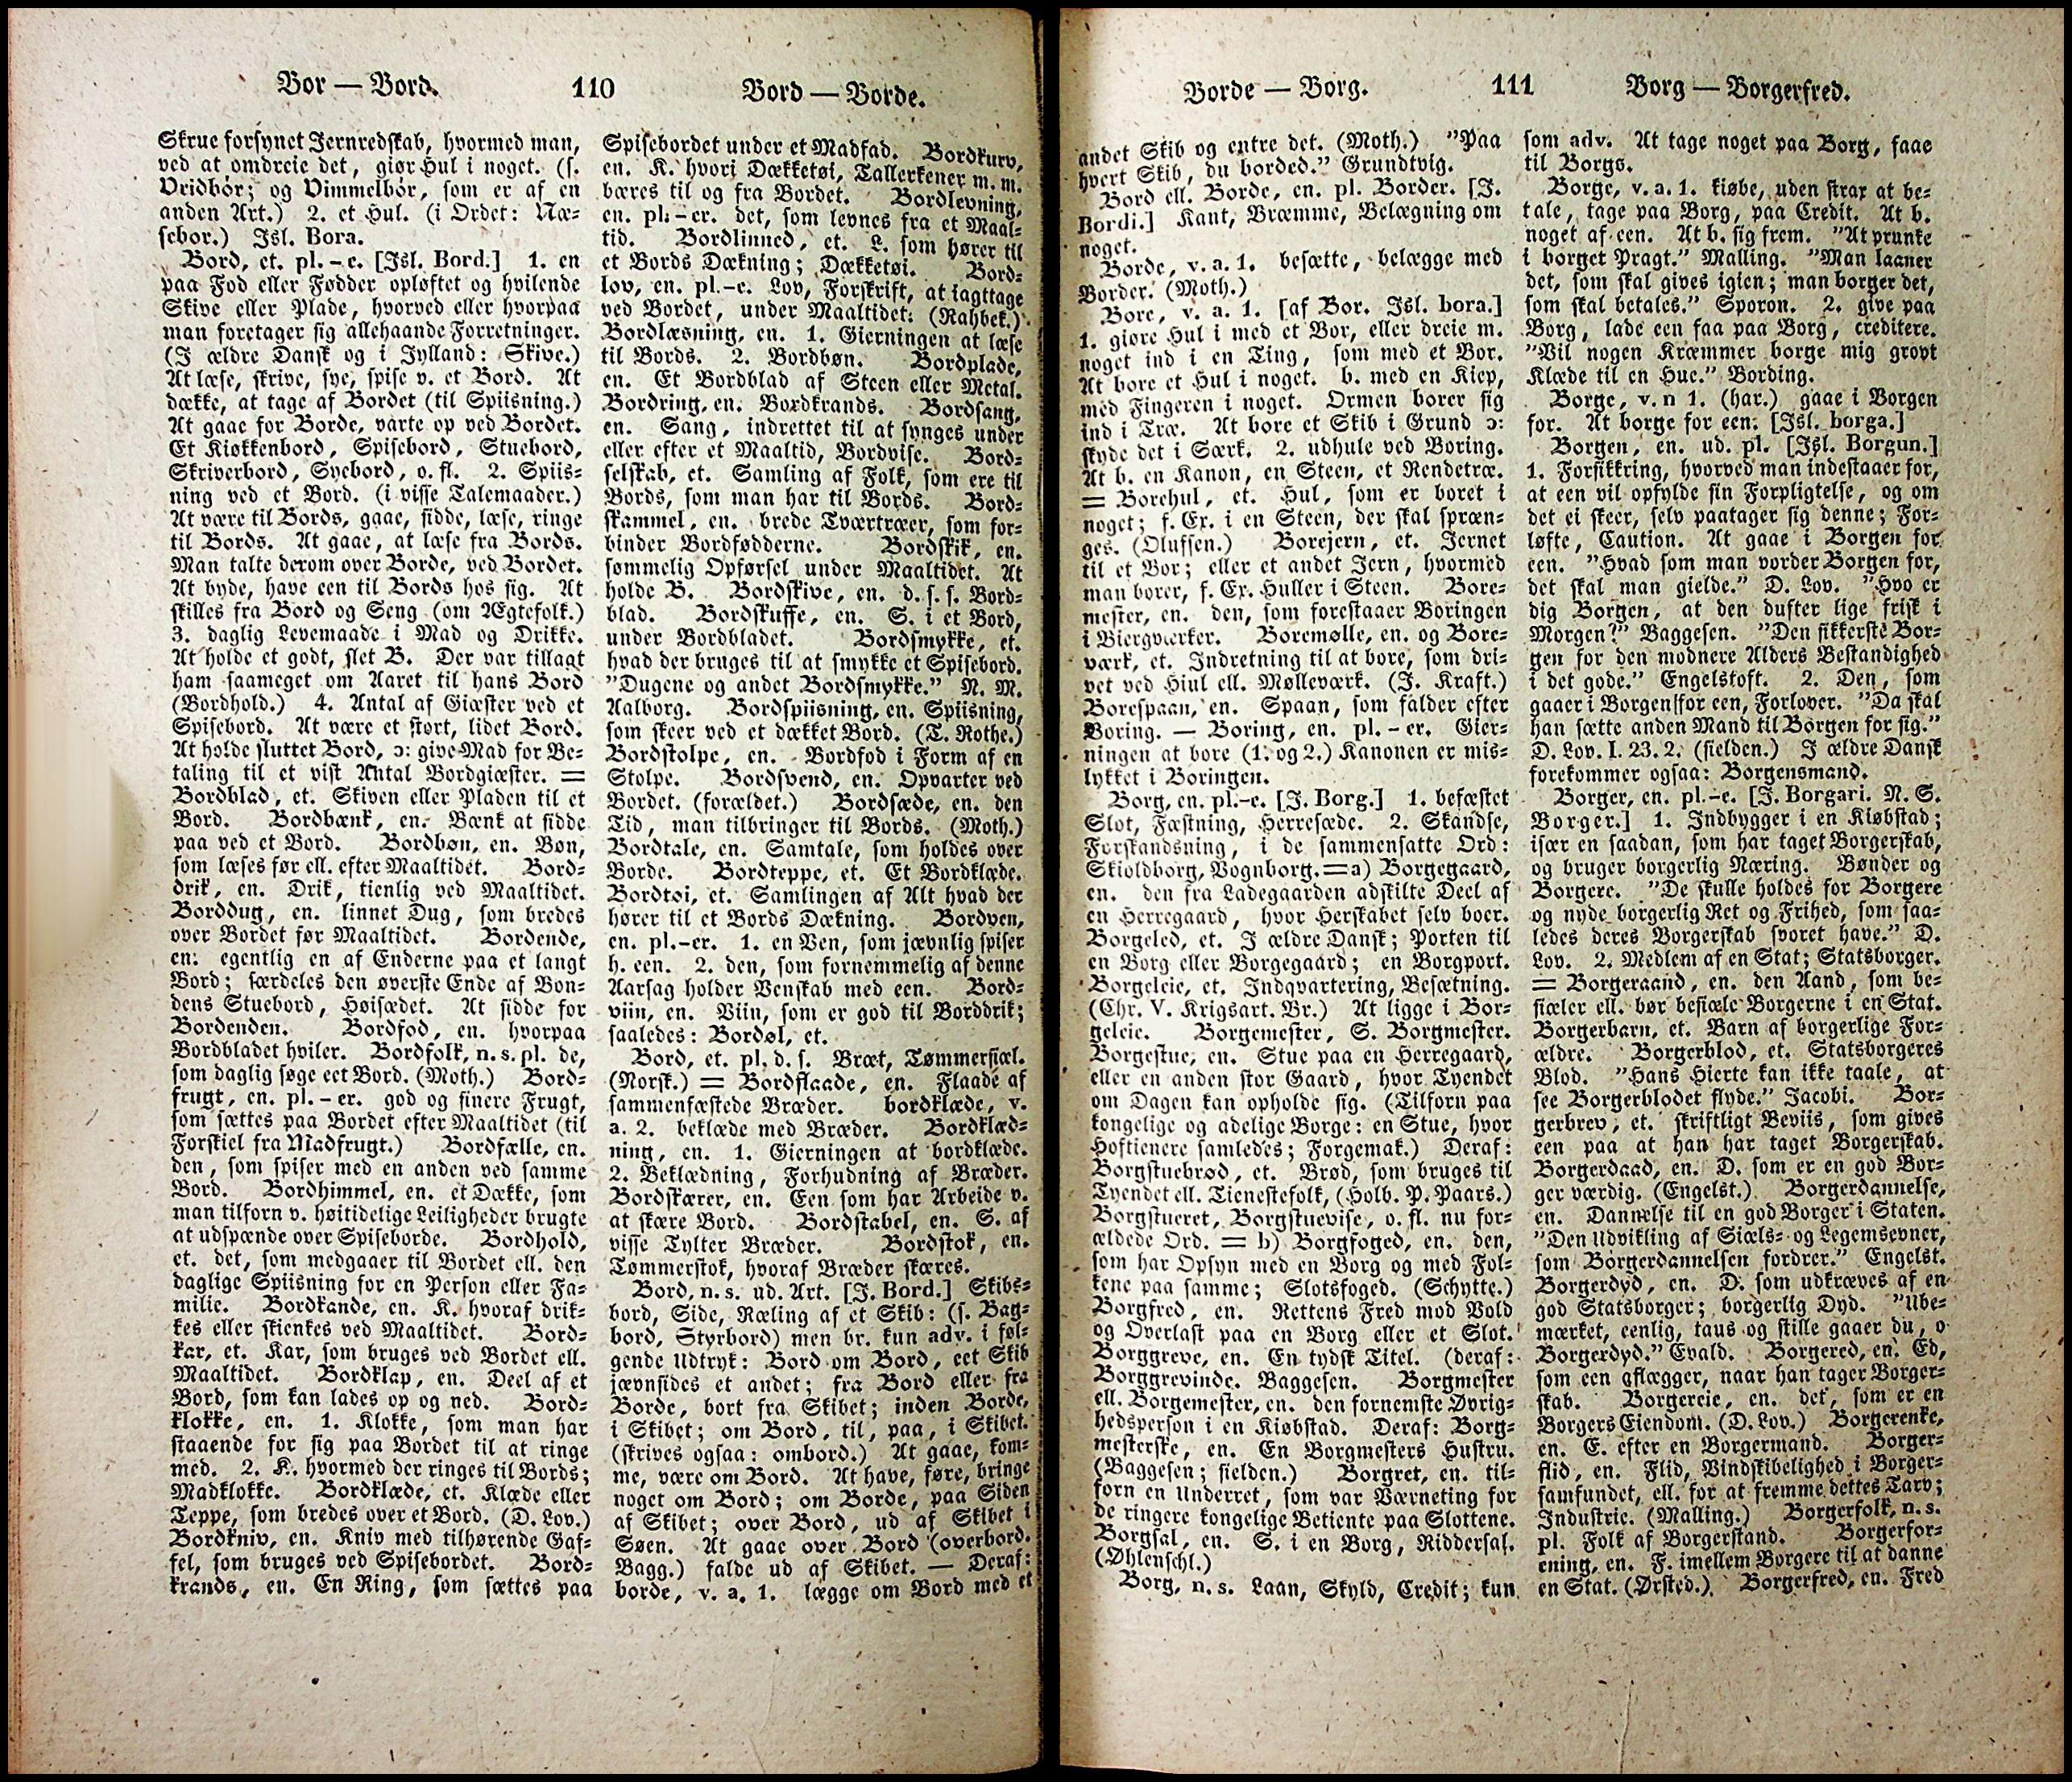 Bor — Bord.
110
Bord — Borde.
Skrue forsynet Jernredskab, hvormed man,
ved at omdreie det, giør Hul i noget. (s.
Vridbor; og Vimmelbor, som er af en
anden Art.) 2. et Hul. (i Ordet: Næ-
sebor.) Isl. Bora.
Bord, et. pl. -e. [Isl. Bord.] 1. en
paa Fod eller Fødder opløftet og hvilende
Skive eller Plade, hvorved eller hvorpaa
man foretager sig allehaande Forretninger.
(I ældre Dansk og i Jylland: Skive.)
At læse, skrive, sye, spise v. et Bord. At
dække, at tage af Bordet (til Spiisning.)
At gaae for Borde, varte op ved Bordet.
Et Kiøkkenbord, Spisebord, Stuebord,
Skriverbord, Syebord, o. fl. 2. Spiis-
ning ved et Bord. (i visse Talemaader.)
At være til Bords, gaae, sidde, læse, ringe
til Bords. At gaae, at læse fra Bords.
Man talte derom over Borde, ved Bordet.
At byde, have een til Bords hos sig. At
skilles fra Bord og Seng (om Ægtefolk.)
3. daglig Levemaade i Mad og Drikke.
At holde et godt, slet B. Der var tillagt
ham saameget om Aaret til hans Bord
(Bordhold.) 4. Antal af Giæster ved et
Spisebord. At være et stort, lidet Bord.
At holde sluttet Bord, ɔ: give Mad for Be-
taling til et vist Antal Bordgiæster. =
Bordblad, et. Skiven eller Pladen til et
Bord. Bordbænk, en. Bænk at sidde
paa ved et Bord. Bordbøn, en. Bøn,
som læses før ell. efter Maaltidet. Bord-
drik, en. Drik, tienlig ved Maaltidet.
Borddug, en. linnet Dug, som bredes
over Bordet før Maaltidet. Bordende,
en. egentlig en af Enderne paa et langt
Bord; særdeles den øverste Ende af Bon-
dens Stuebord, Høisædet. At sidde for
Bordenden. Bordfod, en. hvorpaa
Bordbladet hviler. Bordfolk, n. s. pl. de,
som daglig søge eet Bord. (Moth.) Bord-
frugt, en. pl. -er. god og finere Frugt,
som sættes paa Bordet efter Maaltidet (til
Forskiel fra Madfrugt.) Bordfælle, en.
den, som spiser med en anden ved samme
Bord. Bordhimmel, en. et Dække, som
man tilforn v. høitidelige Leiligheder brugte
at udspænde over Spiseborde. Bordhold,
et. det, som medgaaer til Bordet ell. den
daglige Spiisning for en Person eller Fa-
milie. Bordkande, en. K. hvoraf drik-
kes eller skienkes ved Maaltidet. Bord-
kar, et. Kar, som bruges ved Bordet ell.
Maaltidet. Bordklap, en. Deel af et
Bord, som kan lades op og ned. Bord-
klokke, en. 1. Klokke, som man har
staaende for sig paa Bordet til at ringe
med. 2. K. hvormed der ringes til Bords;
Madklokke. Bordklæde, et. Klæde eller
Teppe, som bredes over et Bord. (D. Lov.)
Bordkniv, en. Kniv med tilhørende Gaf-
fel, som bruges ved Spisebordet. Bord-
krands, en. En Ring, som sættes paa
Spisebordet under et Madfad. Bordkurv,
en. K. hvori Dækketøi, Tallerkener m. m.
bæres til og fra Bordet. Bordlevning,
en. pl. -er. det, som levnes fra et Maal-
tid. Bordlinned, et. L. som hører til
et Bords Dækning; Dækketøi. Bord-
lov, en. pl. -e. Lov, Forskrift, at iagttage
ved Bordet, under Maaltidet. (Rahbek.)
Bordlæsning, en. 1. Gierningen at læse
til Bords. 2. Bordbøn. Bordplade,
en. Et Bordblad af Steen eller Metal.
Bordring, en. Bordkrands. Bordsang,
en. Sang, indrettet til at synges under
eller efter et Maaltid, Bordvise. Bord-
selskab, et. Samling af Folk, som ere til
Bords, som man har til Bords. Bord-
skammel, en. brede Tværtræer, som for-
binder Bordfødderne. Bordskik, en.
sømmelig Opførsel under Maaltidet. At
holde B. Bordskive, en. d. s. s. Bord-
blad. Bordskuffe, en. S. i et Bord,
under Bordbladet. Bordsmykke, et.
hvad der bruges til at smykke et Spisebord.
"Dugene og andet Bordsmykke." N. M.
Aalborg. Bordspiisning, en. Spiisning,
som skeer ved et dækket Bord. (T. Rothe.)
Bordstolpe, en. Bordfod i Form af en
Stolpe. Bordsvend, en. Opvarter ved
Bordet. (forældet.) Bordsæde, en. den
Tid, man tilbringer til Bords. (Moth.)
Bordtale, en. Samtale, som holdes over
Borde. Bordteppe, et. Et Bordklæde.
Bordtøi, et. Samlingen af Alt hvad der
hører til et Bords Dækning. Bordven,
en. pl. -er. 1. en Ven, som jævnlig spiser
h. een. 2. den, som fornemmelig af denne
Aarsag holder Venskab med een. Bord-
viin, en. Viin, som er god til Borddrik;
saaledes: Bordøl, et.
Bord, et. pl. d. s. Bræt, Tømmerfiæl.
(Norsk.) = Bordflaade, en. Flaade af
sammenfæstede Bræder. bordklæde, v.
a. 2. beklæde med Bræder. Bordklæd-
ning, en. 1. Gierningen at bordklæde.
2. Beklædning, Forhudning af Bræder.
Bordskærer, en. Een som har Arbeide v.
at skære Bord. Bordstabel, en. S. af
visse Tylter Bræder. Bordstok, en.
Tømmerstok, hvoraf Bræder skæres.
Bord, n. s. ud. Art. [I. Bord.] Skibs-
bord, Side, Ræling af et Skib: (s. Bag-
bord, Styrbord) men br. kun adv. i føl-
gende Udtryk: Bord om Bord, eet Skib
jævnsides et andet; fra Bord eller fra
Borde, bort fra Skibet; inden Borde,
i Skibet; om Bord, til, paa, i Skibet.
(skrives ogsaa: ombord.) At gaae, kom-
me, være om Bord. At have, føre, bringe
noget om Bord; om Borde, paa Siden
af Skibet; over Bord, ud af Skibet i
Søen. At gaae over Bord (overbord.
Bagg.) falde ud af Skibet. — Deraf:
borde, v. a. 1. lægge om Bord med et
Borde — Borg.
111
Borg — Borgerfred.
andet Skib og entre det. (Moth.) "Paa
hvert Skib, du borded." Grundtvig.
Bord ell. Borde, en. pl. Border. [I.
Bordi.] Kant, Bræmme, Belægning om
noget.
Borde, v. a. 1. besætte, belægge med
Border. (Moth.)
Bore, v. a. 1. [af Bor. Isl. bora.]
1. giøre Hul i med et Bor, eller dreie m.
noget ind i en Ting, som med et Bor.
At bore et Hul i noget. b. med en Kiep,
med Fingeren i noget. Ormen borer sig
ind i Træ. At bore et Skib i Grund ɔ:
skyde det i Sæn̄k. 2. udhule ved Boring.
At b. en Kanon, en Steen, et Rendetræ.
= Borehul, et. Hul, som er boret i
noget; f. Ex. i en Steen, der skal spræn-
ges. (Olufsen.) Borejern, et. Jernet
til et Bor; eller et andet Jern, hvormed
man borer, f. Ex. Huller i Steen. Bore-
mester, en. den, som forestaaer Boringen
i Biergværker. Boremølle, en. og Bore-
værk, et. Indretning til at bore, som dri-
vet ved Hiul ell. Mølleværk. (J. Kraft.)
Borespaan, en. Spaan, som falder efter
Boring. — Boring, en. pl. -er. Gier-
ningen at bore (1. og 2.) Kanonen er mis-
lykket i Boringen.
Borg, en. pl. -e. [I. Borg.] 1. befæstet
Slot, Fæstning, Herresæde. 2. Skandse,
Forskandsning, i de sammensatte Ord:
Skioldborg, Vognborg. = a) Borgegaard,
en. den fra Ladegaarden adskilte Deel af
en Herregaard, hvor Herskabet selv boer.
Borgeled, et. I ældre Dansk; Porten til
en Borg eller Borgegaard; en Borgport.
Borgeleie, et. Indqvartering, Besætning.
(Chr. V. Krigsart. Br.) At ligge i Bor-
geleie. Borgemester, S. Borgmester.
Borgestue, en. Stue paa en Herregaard,
eller en anden stor Gaard, hvor Tyendet
om Dagen kan opholde sig. (Tilforn paa
kongelige og adelige Borge: en Stue, hvor
Hoftienere samledes; Forgemak.) Deraf:
Borgstuebrød, et. Brød, som bruges til
Tyendet ell. Tienestefolk, (Holb. P. Paars.)
Borgstueret, Borgstuevise, o. fl. nu for-
ældede Ord. = b) Borgfoged, en. den,
som har Opsyn med en Borg og med Fol-
kene paa samme; Slotsfoged. (Schytte.)
Borgfred, en. Rettens Fred mod Vold
og Overlast paa en Borg eller et Slot.
Borggreve, en. En tydsk Titel. (deraf:
Borggrevinde. Baggesen. Borgmester
ell. Borgemester, en. den fornemste Øvrig-
hedsperson i en Kiøbstad. Deraf: Borg-
mesterske, en. En Borgmesters Hustru.
(Baggesen; sielden.) Borgret, en. til-
forn en Underret, som var Værneting for
de ringere kongelige Betiente paa Slottene.
Borgsal, en. S. i en Borg, Riddersal.
(Øhlenschl.)
Borg, n. s. Laan, Skyld, Credit; kun
som adv. At tage noget paa Borg, faae
til Borgs.
Borge, v. a. 1. kiøbe, uden strax at be-
tale, tage paa Borg, paa Credit. At b.
noget af een. At b. sig frem. "At prunke
i borget Pragt." Malling. "Man laaner
det, som skal gives igien; man borger det,
som skal betales." Sporon. 2. give paa
Borg, lade een faa paa Borg, creditere.
"Vil nogen Kræmmer borge mig grovt
Klæde til en Hue." Bording.
Borge, v. n 1. (har.) gaae i Borgen
for. At borge for een. [Isl. borga.]
Borgen, en. ud. pl. [Isl. Borgun.]
1. Forsikkring, hvorved man indestaaer for,
at een vil opfylde sin Forpligtelse, og om
det ei skeer, selv paatager sig denne; For-
løfte, Caution. At gaae i Borgen for
een. "Hvad som man vorder Borgen for,
det skal man gielde." D. Lov. "Hvo er
dig Borgen, at den dufter lige frisk i
Morgen?" Baggesen. "Den sikkerste Bor-
gen for den modnere Alders Bestandighed
i det gode." Engelstoft. 2. Den, som
gaaer i Borgen for een, Forlover. "Da skal
han sætte anden Mand til Borgen for sig."
D. Lov. I. 23. 2. (sielden.) I ældre Dansk
forekommer ogsaa: Borgensmand.
Borger, en. pl. -e. [I. Borgari. N. S.
Borger.] 1. Indbygger i en Kiøbstad;
især en saadan, som har taget Borgerskab,
og bruger borgerlig Næring. Bønder og
Borgere. "De skulle holdes for Borgere
og nyde borgerlig Ret og Frihed, som saa-
ledes deres Borgerskab svoret have." D.
Lov. 2. Medlem af en Stat; Statsborger.
= Borgeraand, en. den Aand, som be-
siæler ell. bør besiæle Borgerne i en Stat.
Borgerbarn, et. Barn af borgerlige For-
ældre. Borgerblod, et. Statsborgeres
Blod. "Hans Hierte kan ikke taale, at
see Borgerblodet flyde." Jacobi. Bor-
gerbrev, et. skriftligt Beviis, som gives
een paa at han har taget Borgerskab.
Borgerdaad, en. D. som er en god Bor-
ger værdig. (Engelst.) Borgerdannelse,
en. Dannelse til en god Borger i Staten.
"Den Udvikling af Siæls- og Legemsevner,
som Borgerdannelsen fordrer." Engelst.
Borgerdyd, en. D. som udkræves af en
god Statsborger; borgerlig Dyd. "Ube-
mærket, eenlig, taus og stille gaaer du, o
Borgerdyd." Evald. Borgered, en. Ed,
som een aflægger, naar han tager Borger-
skab. Borgereie, en. det, som er en
Borgers Eiendom. (D. Lov.) Borgerenke,
en. E. efter en Borgermand. Borger-
flid, en. Flid, Vindskibelighed i Borger-
samfundet, ell. for at fremme dettes Tarv;
Industrie. (Malling.) Borgerfolk, n. s.
pl. Folk af Borgerstand. Borgerfor-
ening, en. F. imellem Borgere til at danne
en Stat. (Ørsted.) Borgerfred, en. Fred